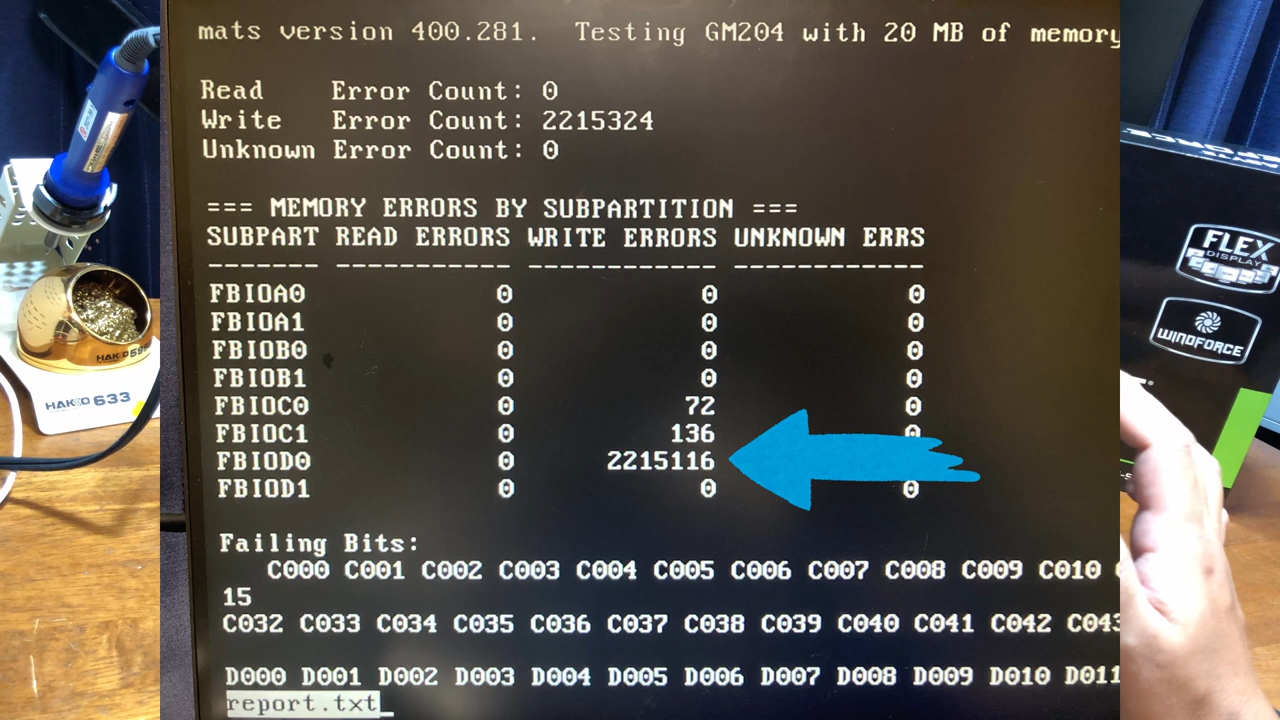 mats version 400.281. Testing GM204 with 20 MB of memory
Read Error Count: 0
Write Error Count: 2215324
Unknown Error Count: 0
=== MEMORY ERRORS BY SUBPARTITION ===
SUBPART READ ERRORS WRITE ERRORS UNKNOWN ERRS
------- ------------ ------------- -------------
FBIOA0 0 0 0
FBIOA1 0 0 0
FBIOB0 0 0 0
FBIOB1 0 0 0
FBIOC0 0 72 0
FBIOC1 0 136 0
FBIOD0 0 2215116
FBIOD1 0 0 0
Failing Bits:
C000 C001 C002 C003 C004 C005 C006 C007 C008 C009 C010
15
C032 C033 C034 C035 C036 C037 C038 C039 C040 C041 C042 C043
D000 D001 D002 D003 D004 D005 D006 D007 D008 D009 D010 D011
report.txt_
HAKKO 599
HAKKO 633
FLEX
DISPLAY
WINDFORCE